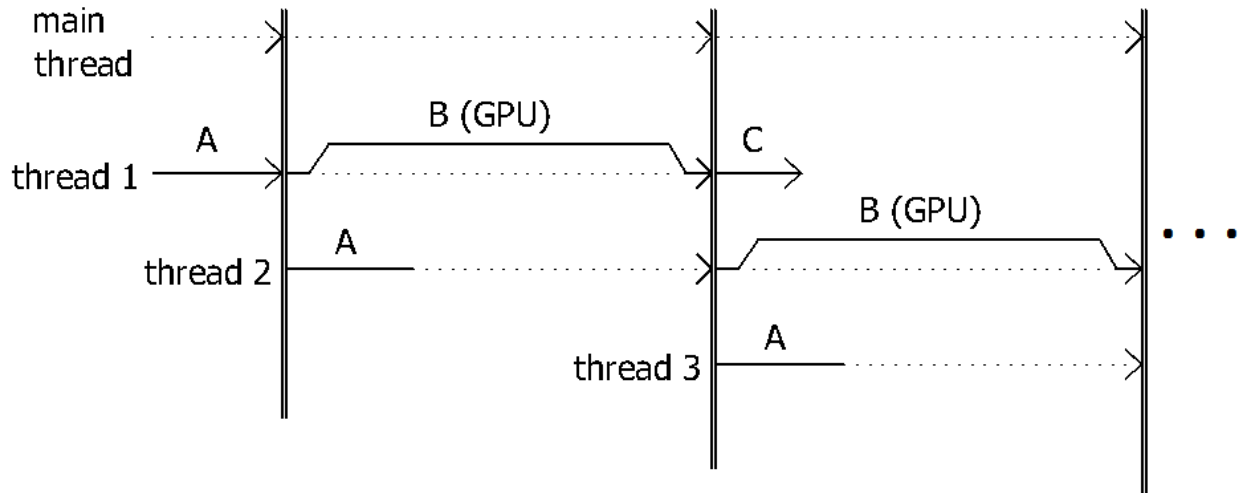 main
thread
B (GPU)
A
C
thread 1
B (GPU)
A
thread 2
A
thread 3